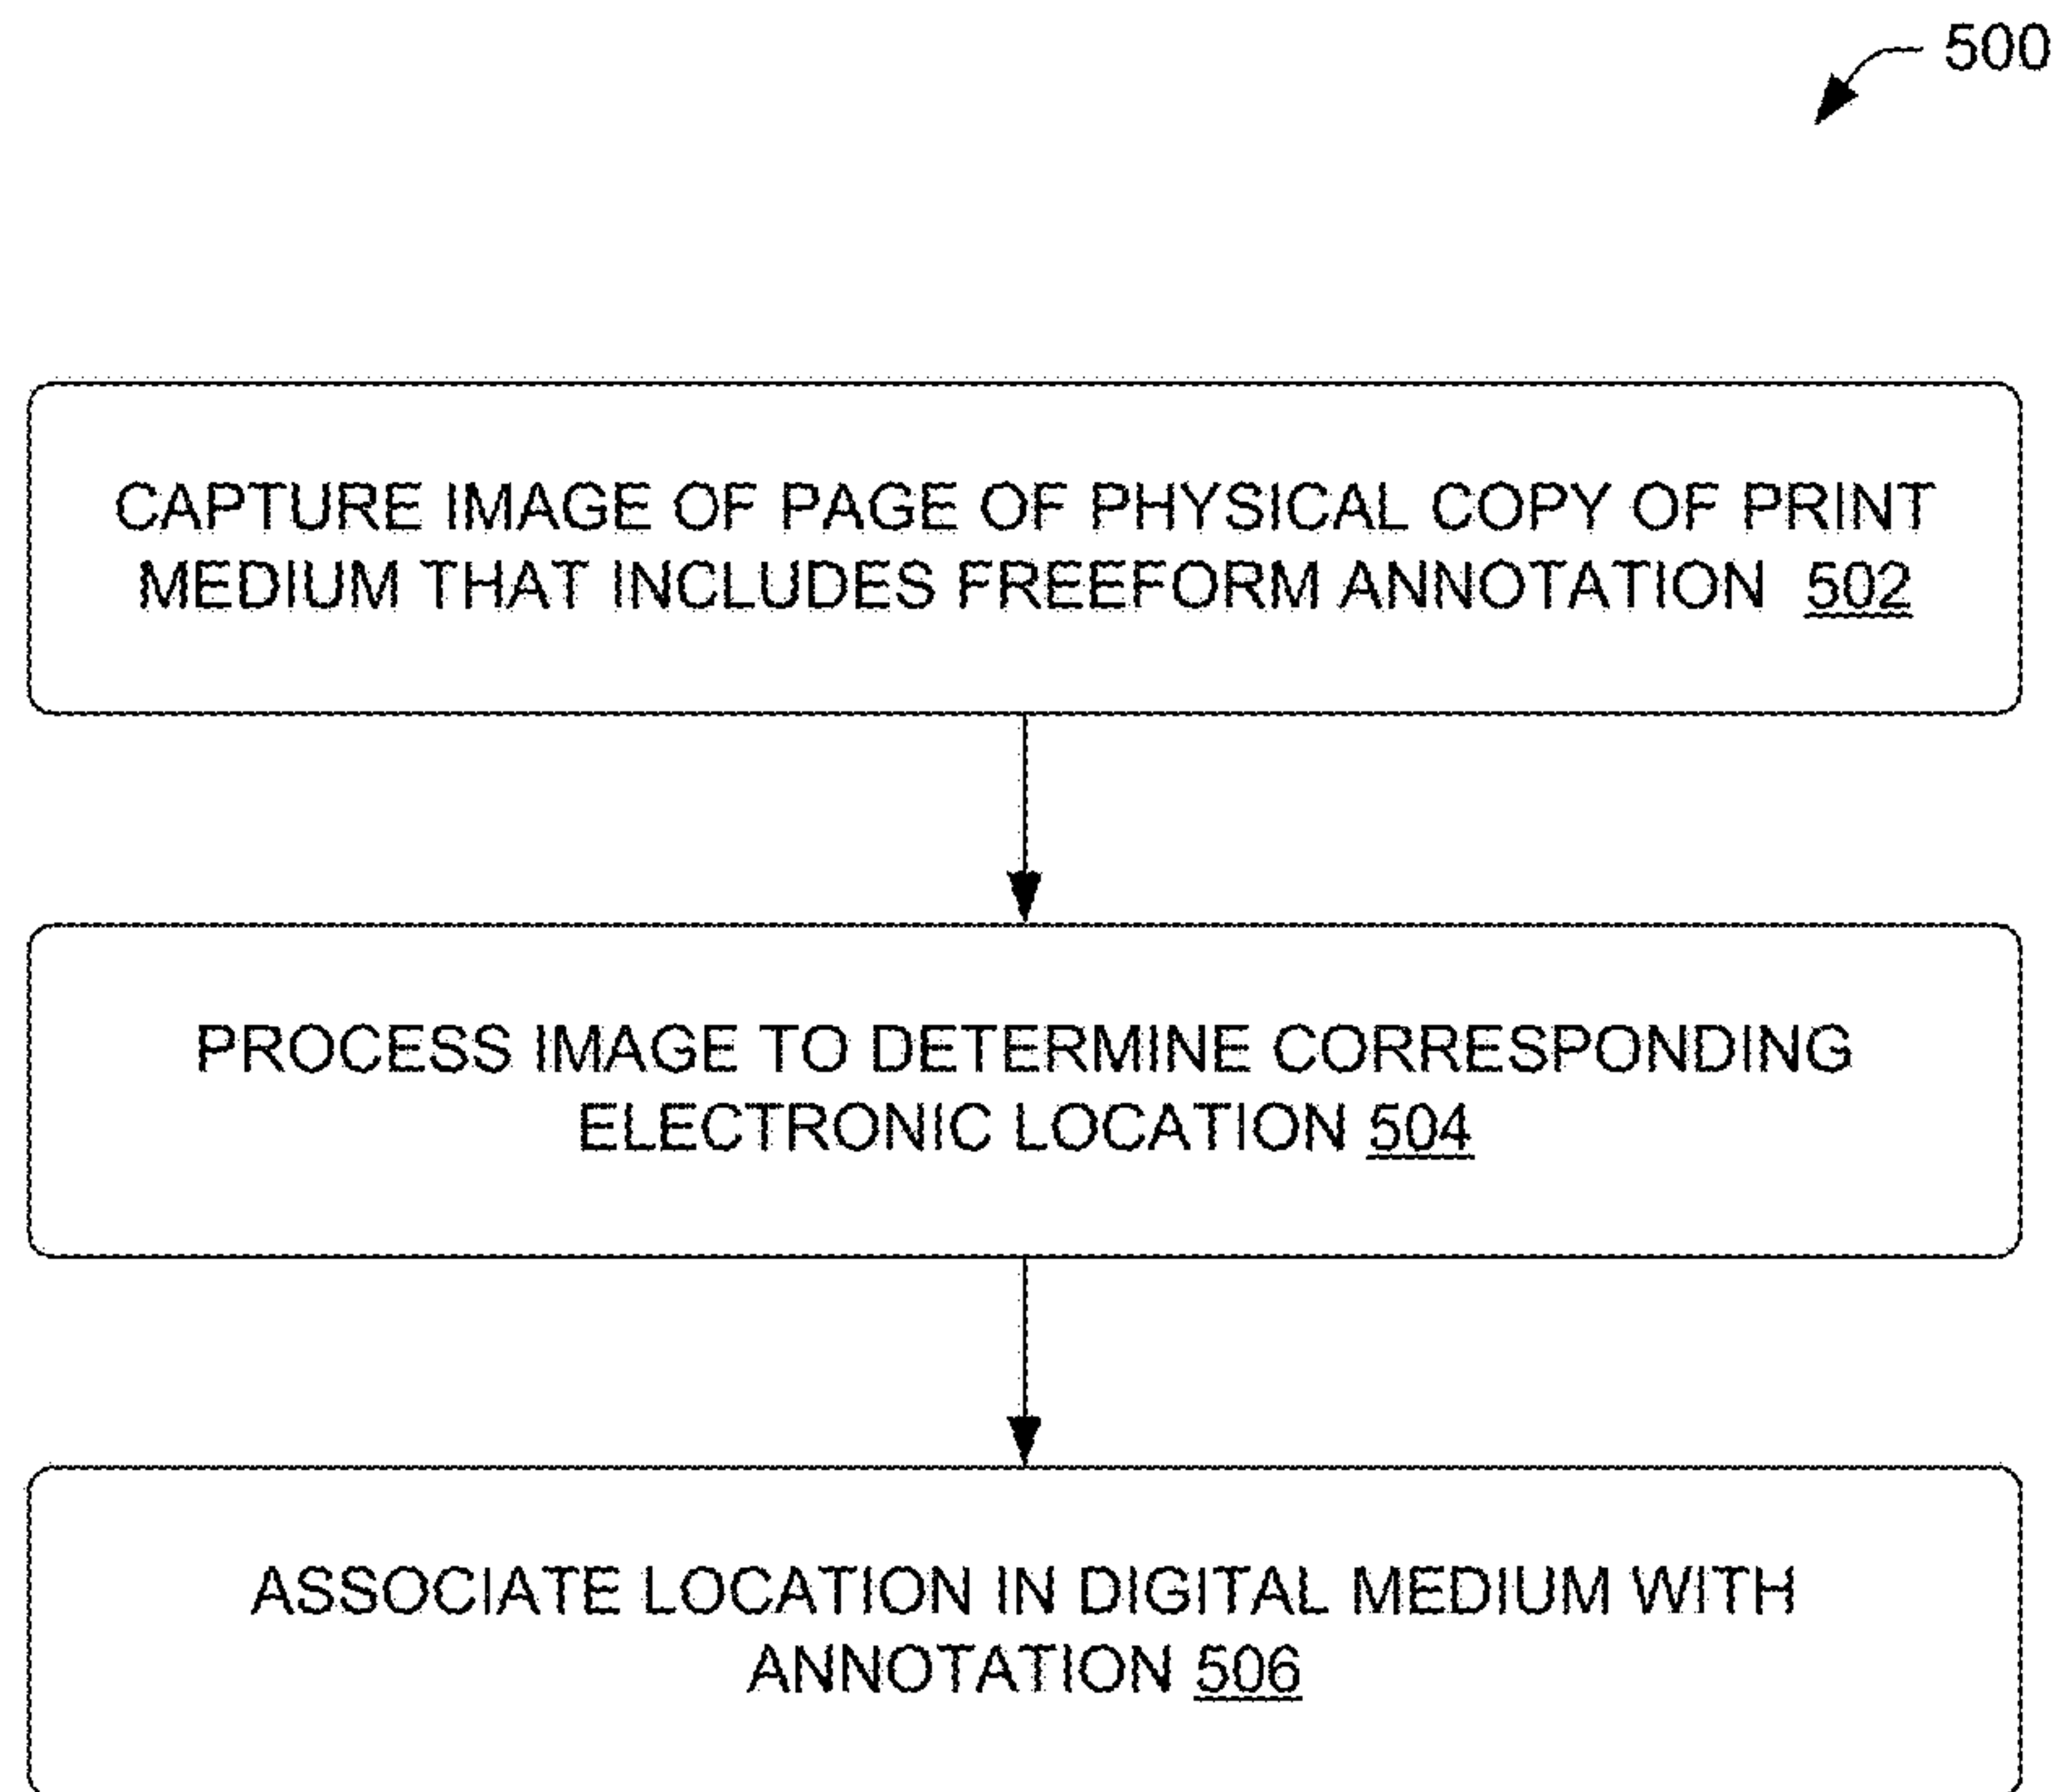 500
CAPTURE IMAGE OF PAGE OF PHYSICAL COPY OF PRINT
MEDIUM THAT INCLUDES FREEFORM ANNOTATION 502
PROCESS IMAGE TO DETERMINE CORRESPONDING
ELECTRONIC LOCATION 504
ASSOCIATE LOCATION IN DIGITAL MEDIUM WITH
ANNOTATION 506